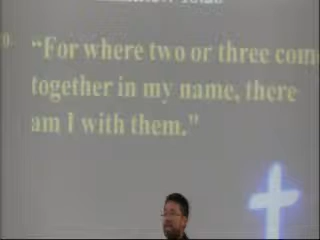 “For where two or three com
together in my name, there
am I with them."